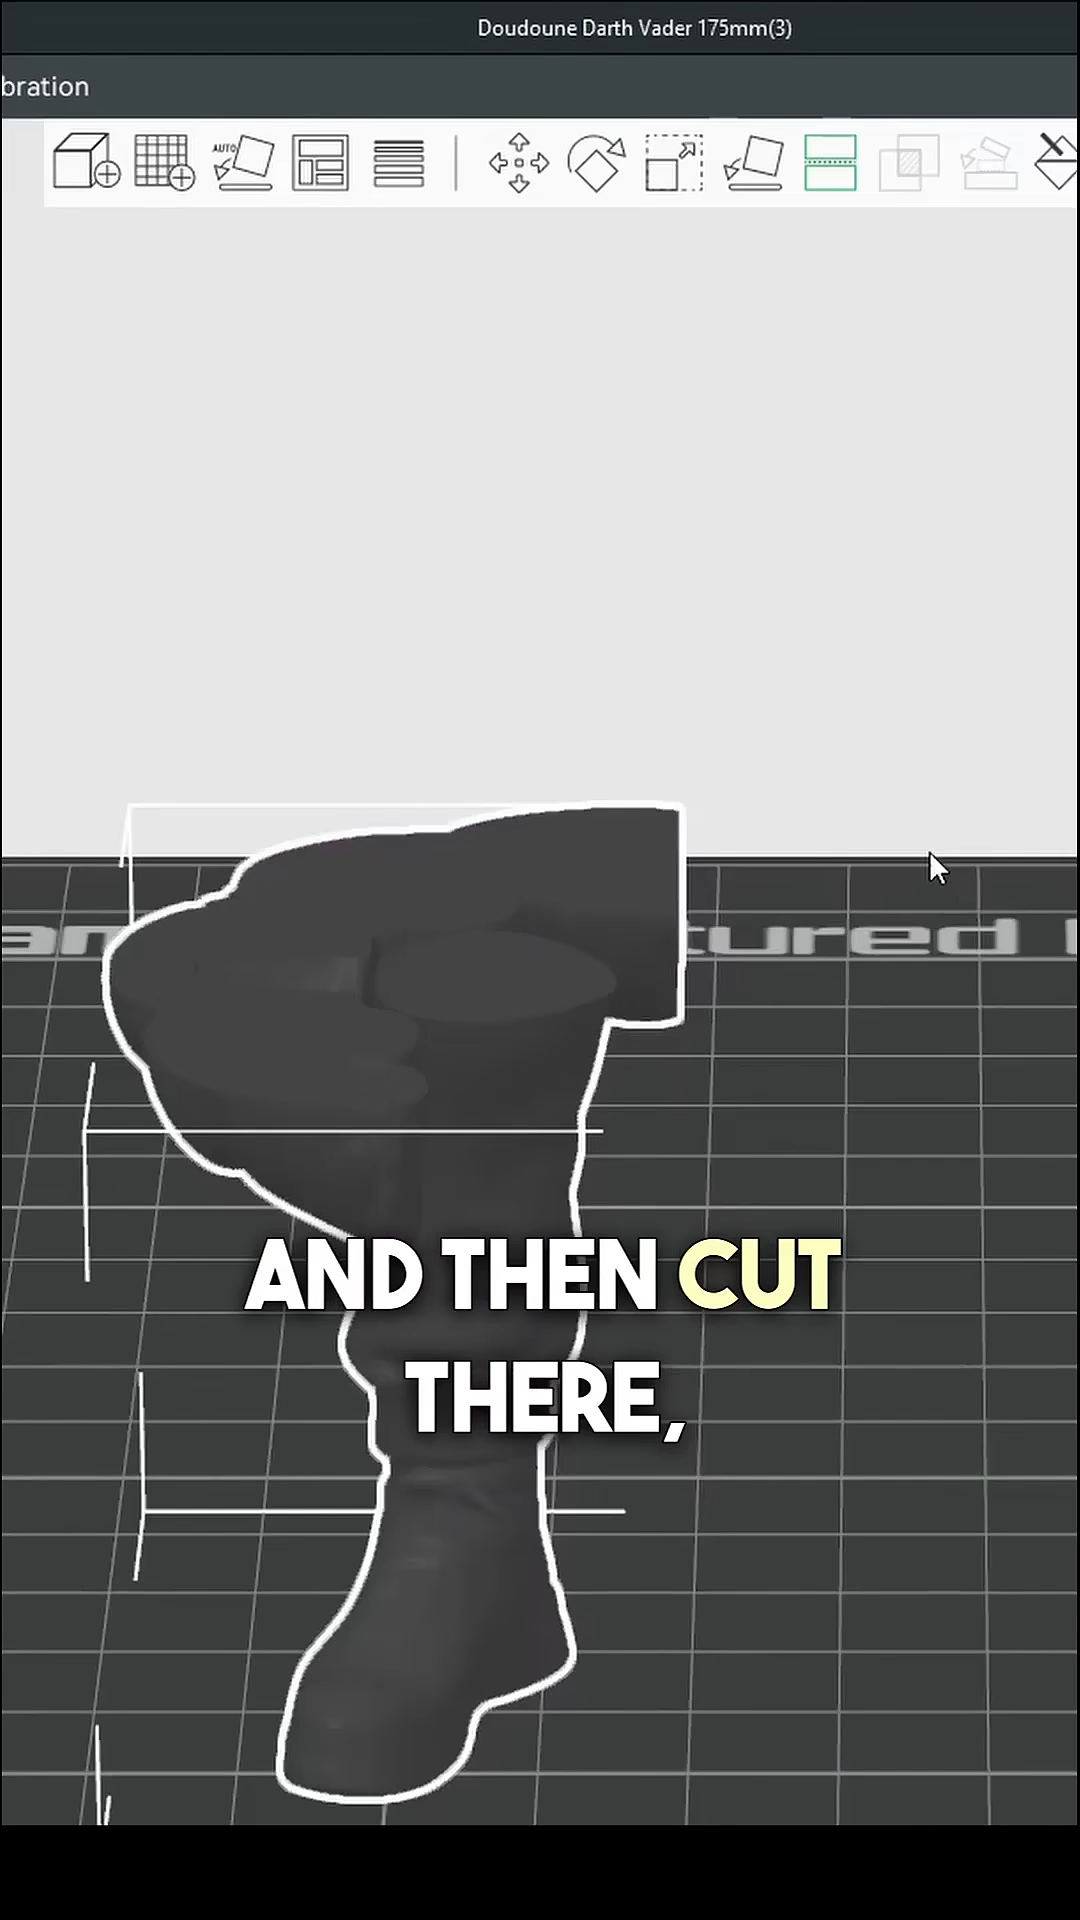 Doudoune Darth Vader 175mm(3)
bration
AUTO
tured
AND THEN CUT
THERE,